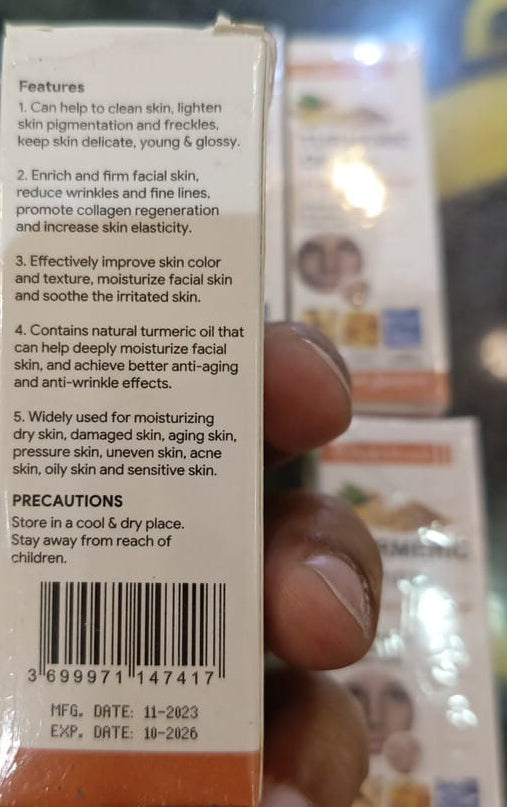 Features
1. Can help to clean skin, lighten
skin pigmentation and freckles,
keep skin delicate, young & glossy.
2. Enrich and firm facial skin,
reduce wrinkles and fine lines,
promote collagen regeneration
and increase skin elasticity.
3. Effectively improve skin color
and texture, moisturize facial skin
and soothe the irritated skin.
4. Contains natural turmeric oil that
can help deeply moisturize facial
skin, and achieve better anti-aging
and anti-wrinkle effects.
5. Widely used for moisturizing
dry skin, damaged skin, aging skin,
pressure skin, uneven skin, acne
skin, oily skin and sensitive skin.
PRECAUTIONS
Store in a cool & dry place.
Stay away from reach of
children.
3 699971 147417
MFG. DATE: 11-2023
EXP. DATE: 10-2026